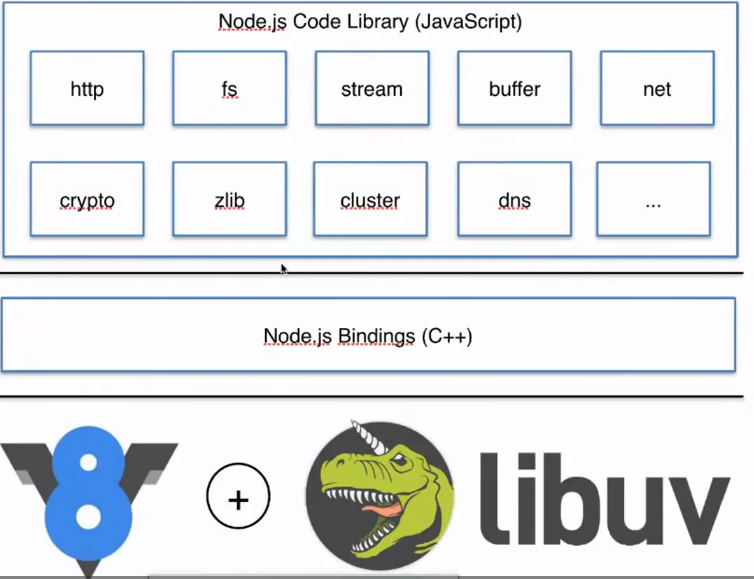 Node.js Code Library (JavaScript)
http fs stream buffer net
crypto zlib cluster dns ...
Node.js Bindings (C++)
8 + libuv